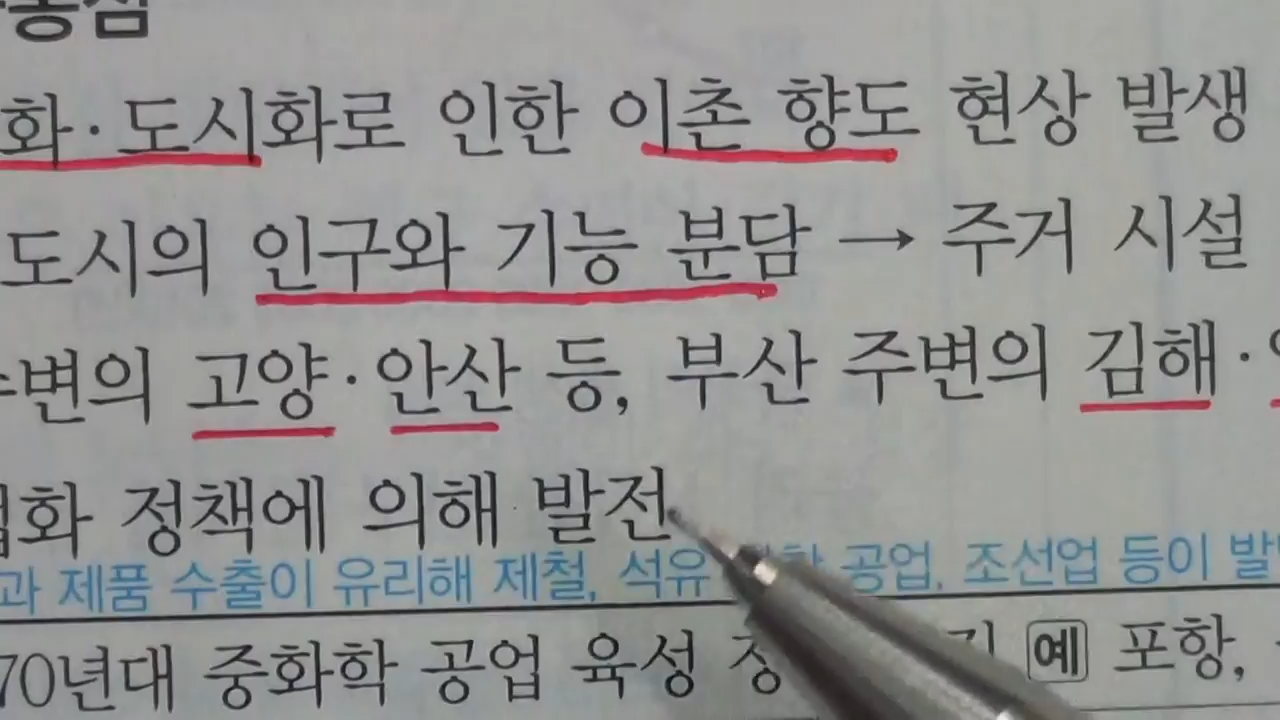 화·도시화로 인한 이촌 향도 현상 발생
도시의 인구와 기능 분담 → 주거 시설
변의 고양·안산 등, 부산 주변의 김해·
화 정책에 의해 발전
과 제품 수출이 유리해 제철, 석유 공업, 조선업 등이
70년대 중화학 공업 육성 예 포항,